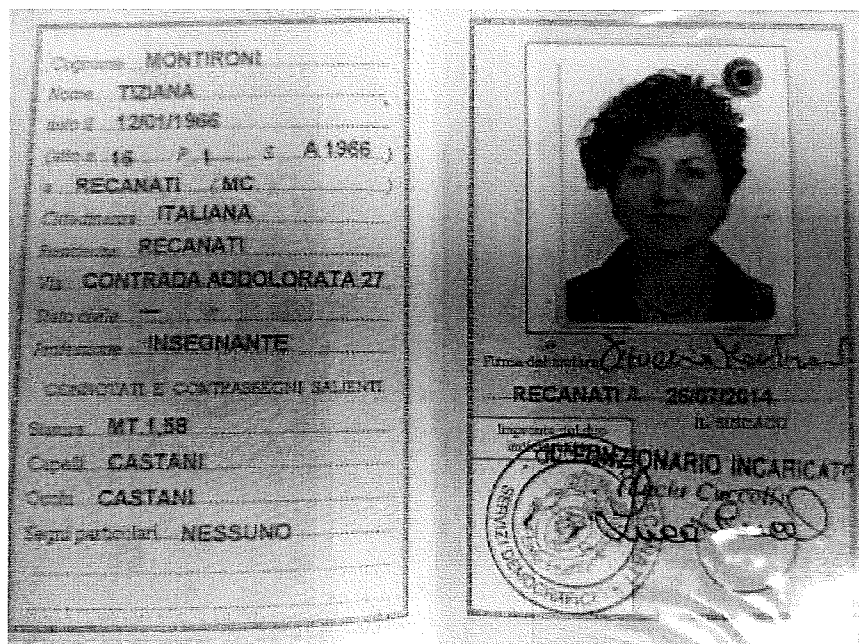 Cognome MONTIRONI
Nome TIZIANA
nato il 12/01/1966
(atto n. 16 P 1 S A 1966 )
a RECANATI (MC )
Cittadinanza ITALIANA
Residenza RECANATI
Via CONTRADA ADDOLORATA 27
Stato civile —
Professione INSEGNANTE
CONNOTATI E CONTRASSEGNI SALIENTI
Statura MT.1,58
Capelli CASTANI
Occhi CASTANI
Segni particolari NESSUNO
Firma del titolare
RECANATI li 26/07/2014
IL SINDACO
Impronta del dito
indice sinistro
FUNZIONARIO INCARICATO
SERVIZI DEMOGRAFICI